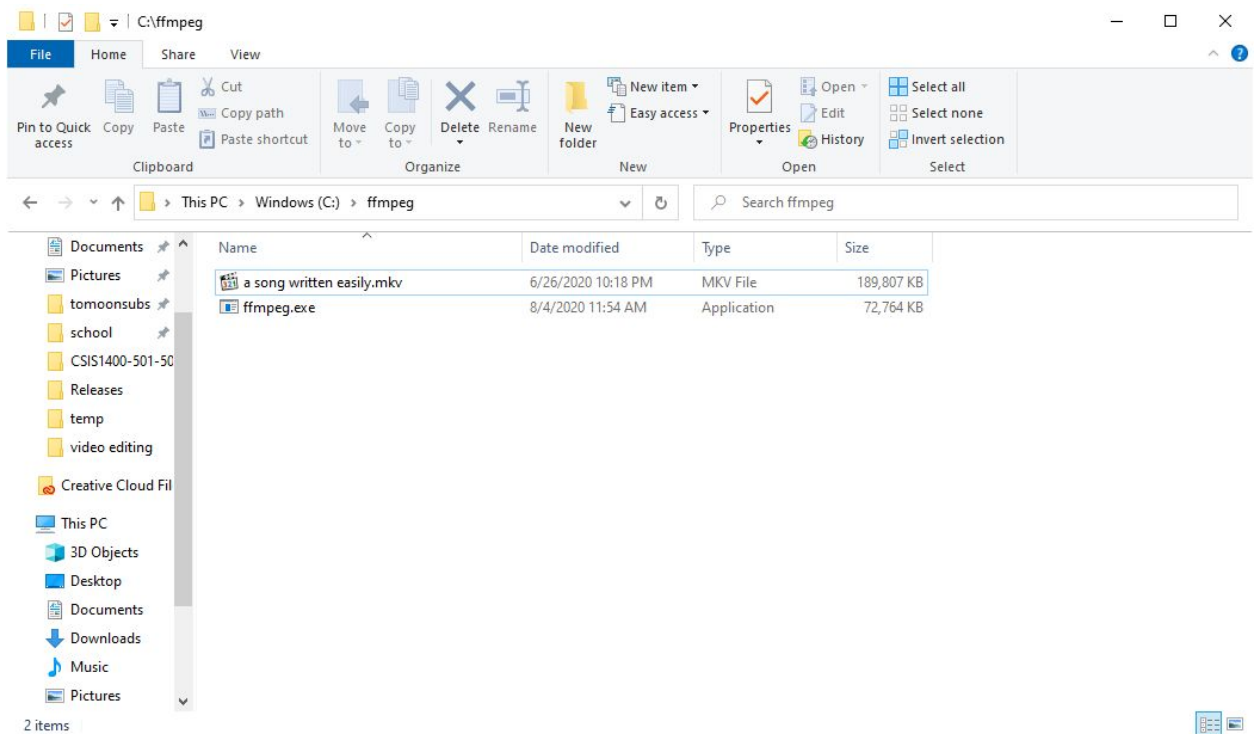 C:\ffmpeg
File Home Share View
Pin to Quick access
Copy
Paste
Cut
Copy path
Paste shortcut
Clipboard
Move to
Copy to
Delete
Rename
Organize
New folder
New item
Easy access
New
Properties
Open
Edit
History
Open
Select all
Select none
Invert selection
Select
This PC > Windows (C:) > ffmpeg
Search ffmpeg
Documents
Pictures
tomoonsubs
school
CSIS1400-501-50
Releases
temp
video editing
Creative Cloud Fil
This PC
3D Objects
Desktop
Documents
Downloads
Music
Pictures
Name Date modified Type Size
a song written easily.mkv 6/26/2020 10:18 PM MKV File 189,807 KB
ffmpeg.exe 8/4/2020 11:54 AM Application 72,764 KB
2 items